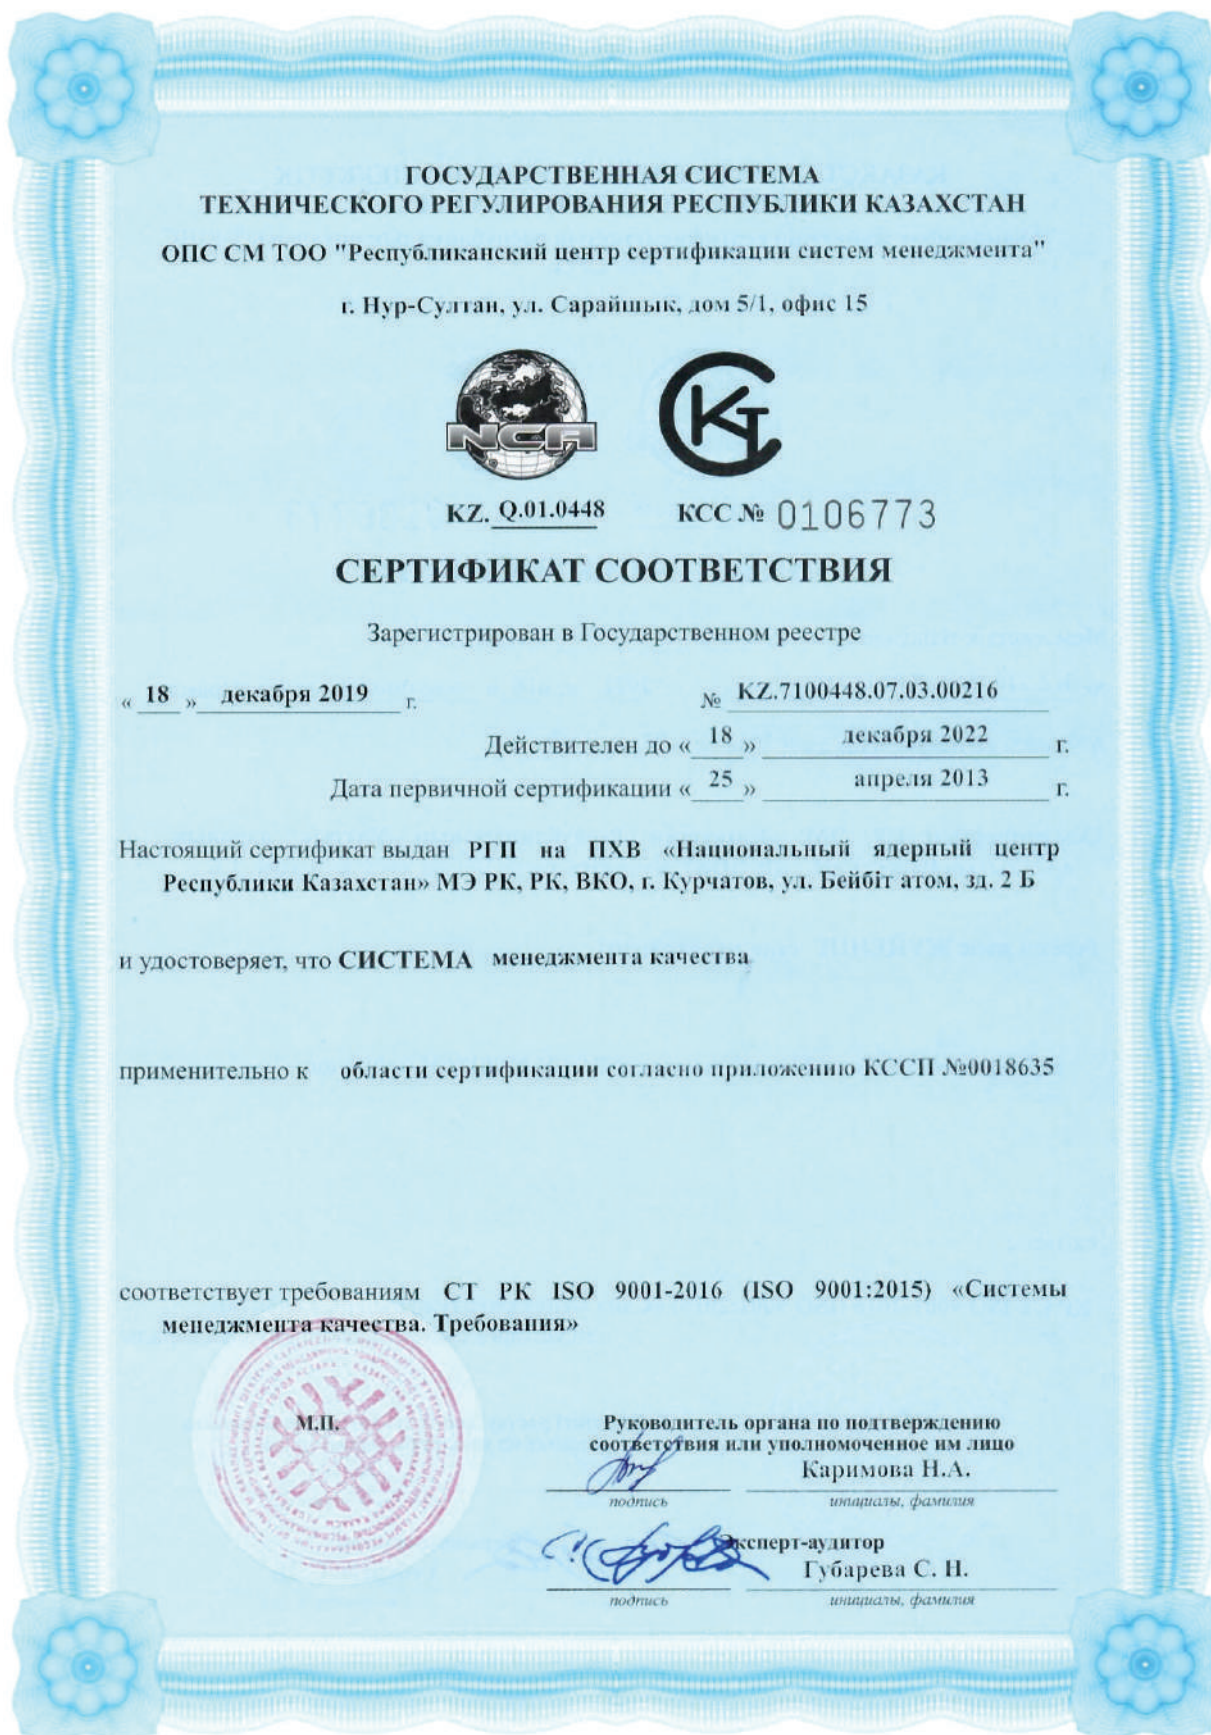 ГОСУДАРСТВЕННАЯ СИСТЕМА
ТЕХНИЧЕСКОГО РЕГУЛИРОВАНИЯ РЕСПУБЛИКИ КАЗАХСТАН
ОПС СМ ТОО "Республиканский центр сертификации систем менеджмента"
г. Нур-Султан, ул. Сарайшык, дом 5/1, офис 15
NCA
KZ. Q.01.0448 КСС № 0106773
СЕРТИФИКАТ СООТВЕТСТВИЯ
Зарегистрирован в Государственном реестре
« 18 » декабря 2019 г. № KZ.7100448.07.03.00216
Действителен до « 18 » декабря 2022 г.
Дата первичной сертификации « 25 » апреля 2013 г.
Настоящий сертификат выдан РГП на ПХВ «Национальный ядерный центр
Республики Казахстан» МЭ РК, РК, ВКО, г. Курчатов, ул. Бейбіт атом, зд. 2 Б
и удостоверяет, что СИСТЕМА менеджмента качества
применительно к области сертификации согласно приложению КССП №0018635
соответствует требованиям СТ РК ISO 9001-2016 (ISO 9001:2015) «Системы
менеджмента качества. Требования»
М.П.
Руководитель органа по подтверждению
соответствия или уполномоченное им лицо
Каримова Н.А.
подпись инициалы, фамилия
Эксперт-аудитор
Губарева С. Н.
подпись инициалы, фамилия